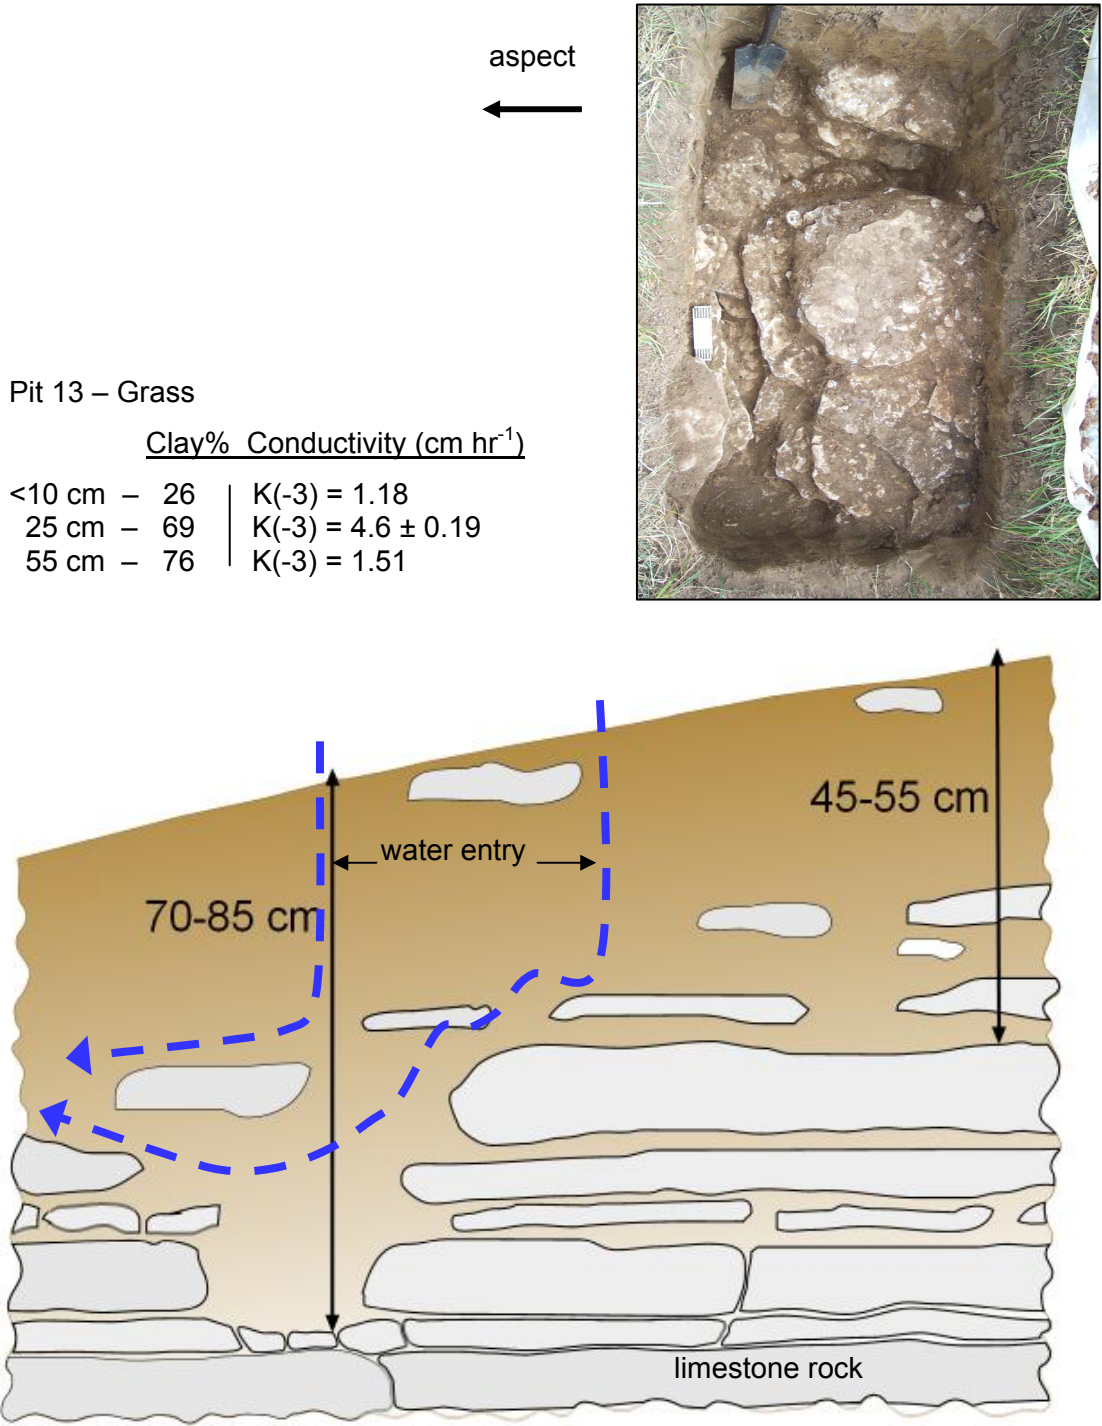 aspect
Pit 13 – Grass
Clay% Conductivity (cm hr⁻¹)
<10 cm – 26 | K(-3) = 1.18
25 cm – 69 | K(-3) = 4.6 ± 0.19
55 cm – 76 | K(-3) = 1.51
45-55 cm
water entry
70-85 cm
limestone rock